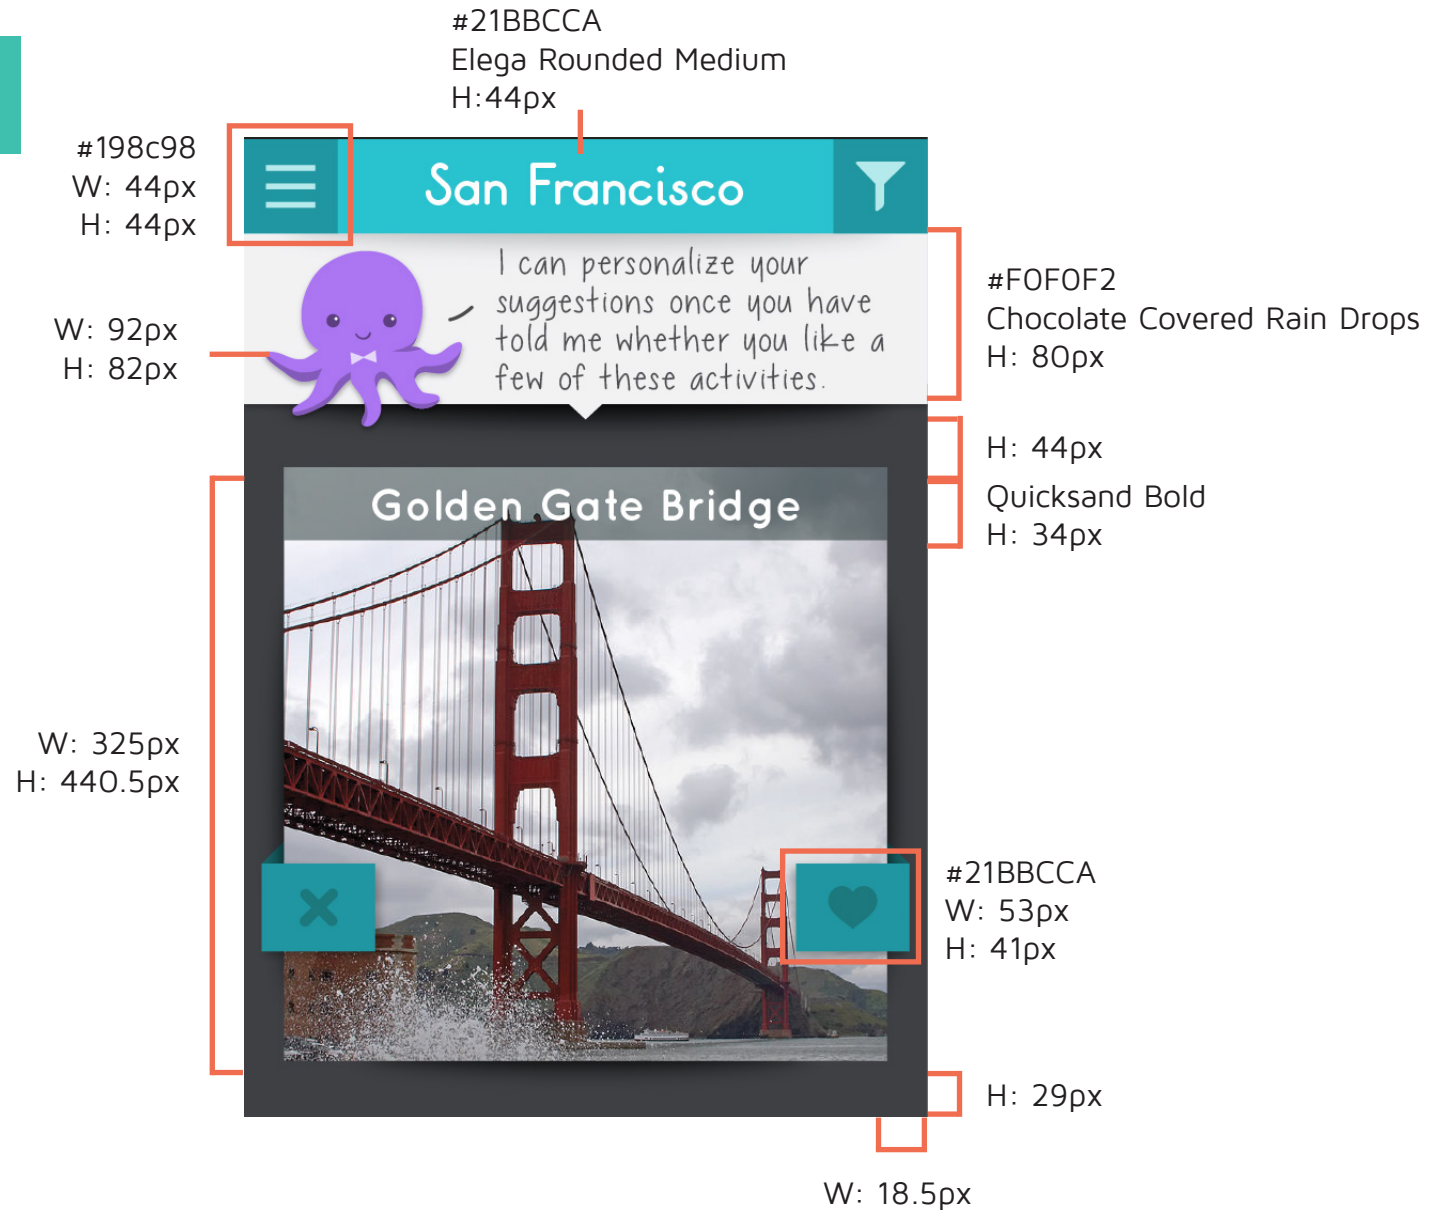 #21BBCCA
Elega Rounded Medium
H:44px
#198c98
W: 44px
H: 44px
San Francisco
I can personalize your
suggestions once you have
told me whether you like a
few of these activities.
W: 92px
H: 82px
#F0F0F2
Chocolate Covered Rain Drops
H: 80px
H: 44px
Quicksand Bold
H: 34px
Golden Gate Bridge
W: 325px
H: 440.5px
#21BBCCA
W: 53px
H: 41px
H: 29px
W: 18.5px